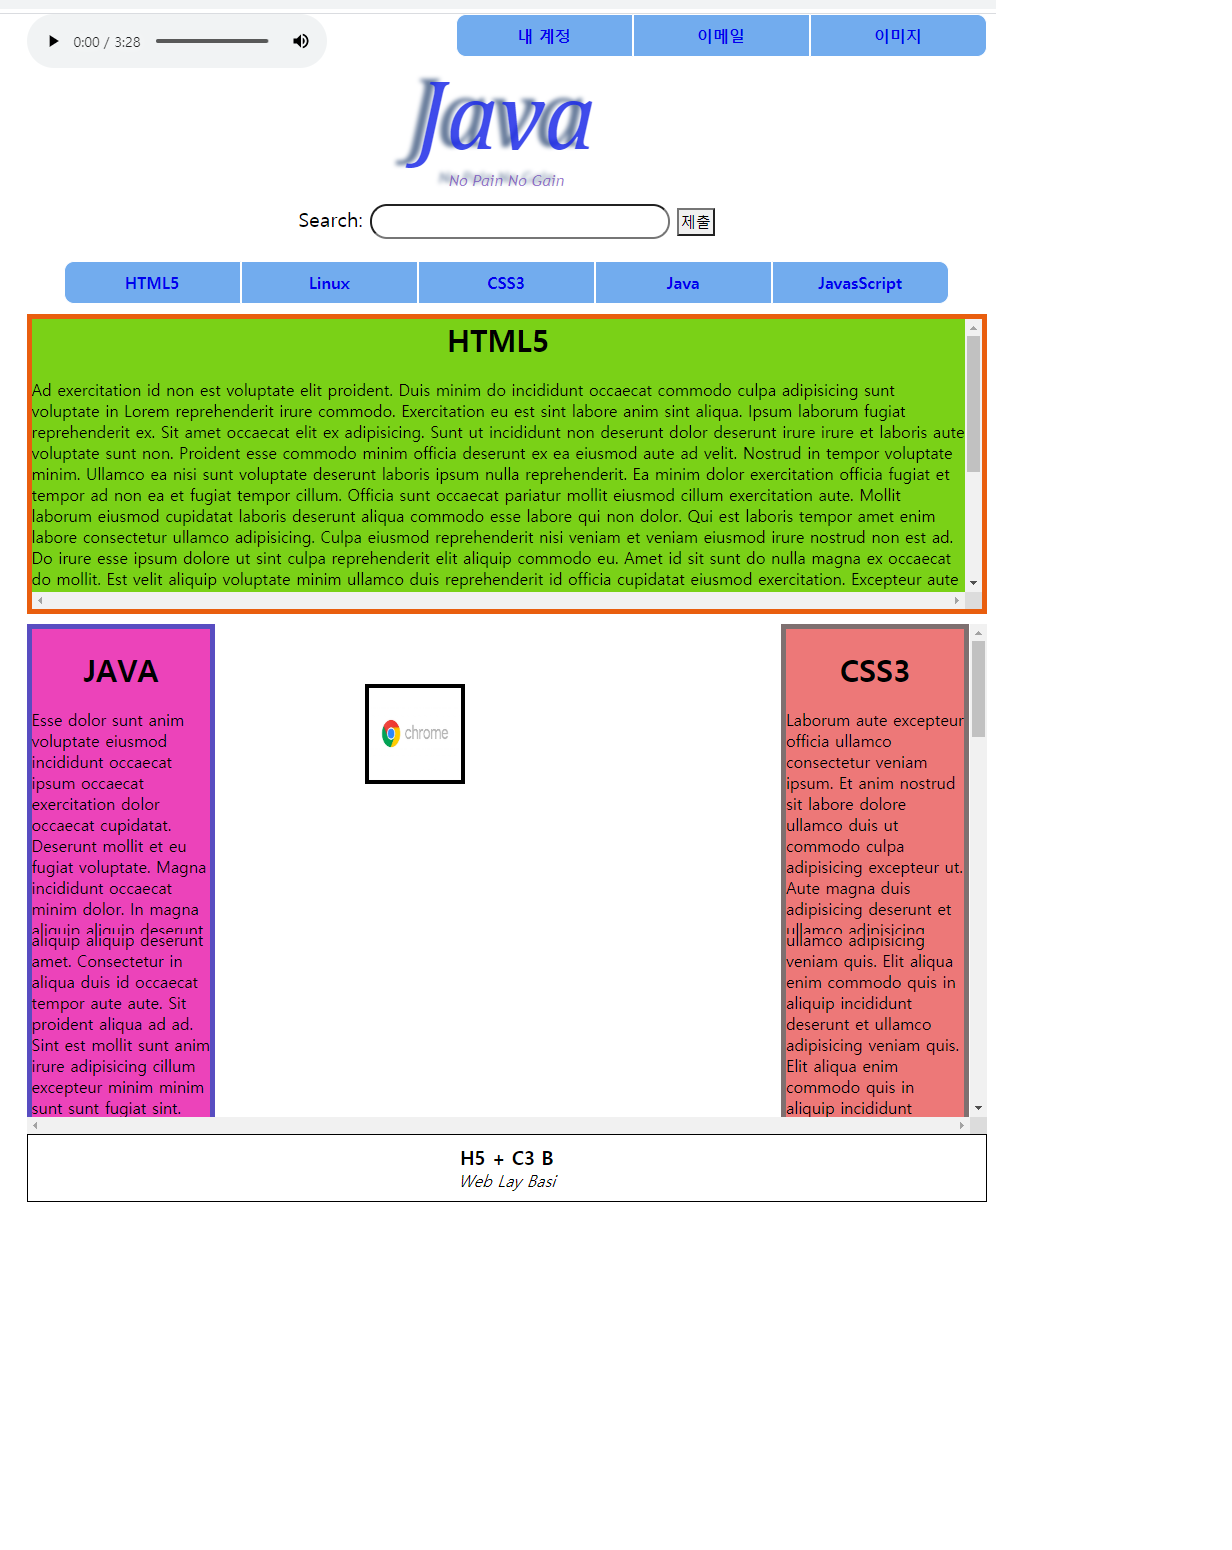 0:00 / 3:28
내 계정
이메일
이미지
Java
No Pain No Gain
Search:
제출
HTML5
Linux
CSS3
Java
JavasScript
HTML5
Ad exercitation id non est voluptate elit proident. Duis minim do incididunt occaecat commodo culpa adipisicing sunt
voluptate in Lorem reprehenderit irure commodo. Exercitation eu est sint labore anim sint aliqua. Ipsum laborum fugiat
reprehenderit ex. Sit amet occaecat elit ex adipisicing. Sunt ut incididunt non deserunt dolor deserunt irure irure et laboris aute
voluptate sunt non. Proident esse commodo minim officia deserunt ex ea eiusmod aute ad velit. Nostrud in tempor voluptate
minim. Ullamco ea nisi sunt voluptate deserunt laboris ipsum nulla reprehenderit. Ea minim dolor exercitation officia fugiat et
tempor ad non ea et fugiat tempor cillum. Officia sunt occaecat pariatur mollit eiusmod cillum exercitation aute. Mollit
laborum eiusmod cupidatat laboris deserunt aliqua commodo esse labore qui non dolor. Qui est laboris tempor amet enim
labore consectetur ullamco adipisicing. Culpa eiusmod reprehenderit nisi veniam et veniam eiusmod irure nostrud non est ad.
Do irure esse ipsum dolore ut sint culpa reprehenderit elit aliquip commodo eu. Amet id sit sunt do nulla magna ex occaecat
do mollit. Est velit aliquip voluptate minim ullamco duis reprehenderit id officia cupidatat eiusmod exercitation. Excepteur aute
JAVA
Esse dolor sunt anim
voluptate eiusmod
incididunt occaecat
ipsum occaecat
exercitation dolor
occaecat cupidatat.
Deserunt mollit et eu
fugiat voluptate. Magna
incididunt occaecat
minim dolor. In magna
aliquip aliquip deserunt
aliquip aliquip deserunt
amet. Consectetur in
aliqua duis id occaecat
tempor aute aute. Sit
proident aliqua ad ad.
Sint est mollit sunt anim
irure adipisicing cillum
excepteur minim minim
sunt sunt fugiat sint.
chrome
CSS3
Laborum aute excepteur
officia ullamco
consectetur veniam
ipsum. Et anim nostrud
sit labore dolore
ullamco duis ut
commodo culpa
adipisicing excepteur ut.
Aute magna duis
adipisicing deserunt et
ullamco adipisicing
ullamco adipisicing
veniam quis. Elit aliqua
enim commodo quis in
aliquip incididunt
deserunt et ullamco
adipisicing veniam quis.
Elit aliqua enim
commodo quis in
aliquip incididunt
H5 + C3 B
Web Lay Basi